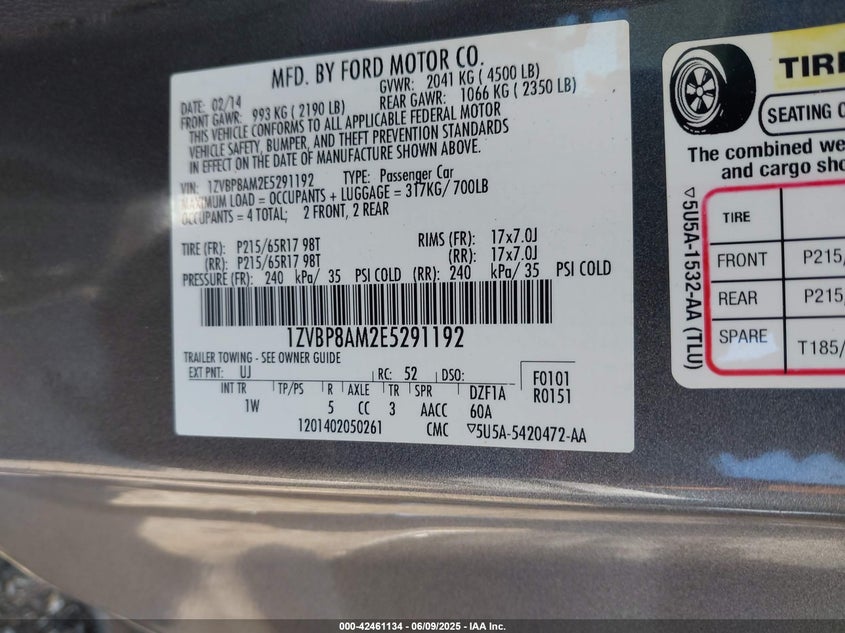 MFD. BY FORD MOTOR CO.
DATE: 02/14 GVWR: 2041 KG ( 4500 LB)
FRONT GAWR: 993 KG ( 2190 LB) REAR GAWR: 1066 KG ( 2350 LB)
THIS VEHICLE CONFORMS TO ALL APPLICABLE FEDERAL MOTOR
VEHICLE SAFETY, BUMPER, AND THEFT PREVENTION STANDARDS
IN EFFECT ON THE DATE OF MANUFACTURE SHOWN ABOVE.
VIN: 1ZVBP8AM2E5291192 TYPE: Passenger Car
MAXIMUM LOAD = OCCUPANTS + LUGGAGE = 317KG/ 700LB
OCCUPANTS = 4 TOTAL; 2 FRONT, 2 REAR
TIRE (FR): P215/65R17 98T RIMS (FR): 17x7.0J
(RR): P215/65R17 98T (RR): 17x7.0J
PRESSURE (FR): 240 kPa/ 35 PSI COLD (RR): 240 kPa/ 35 PSI COLD
1ZVBP8AM2E5291192
TRAILER TOWING - SEE OWNER GUIDE
EXT PNT: UJ RC: 52 DSO: F0101
INT TR TP/PS R AXLE TR SPR DZF1A R0151
1W 5 CC 3 AACC 60A
1201402050261 CMC ▽5U5A-5420472-AA
TIRE
SEATING
The combined
and cargo
▽5U5A-1532-AA (TLU)
TIRE
FRONT P215/
REAR P215
SPARE T185/
000-42461134 - 06/09/2025 - IAA Inc.